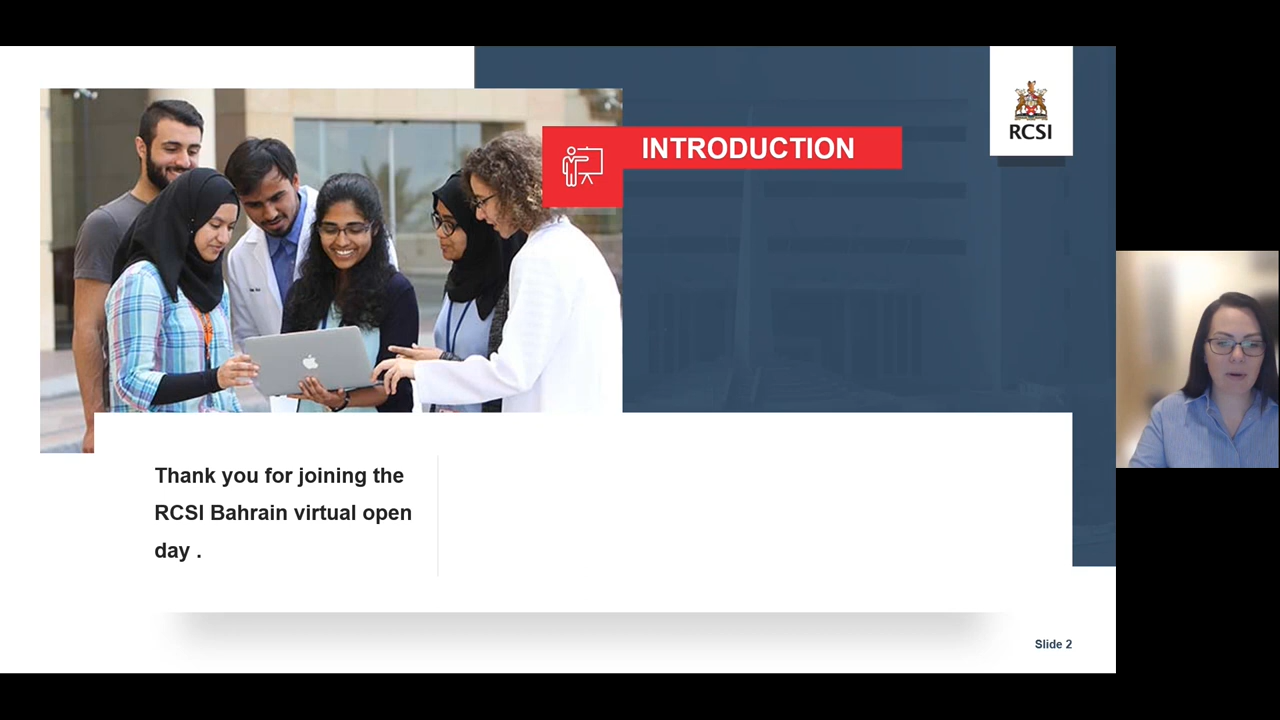 INTRODUCTION
RCSI
Thank you for joining the
RCSI Bahrain virtual open
day .
Slide 2